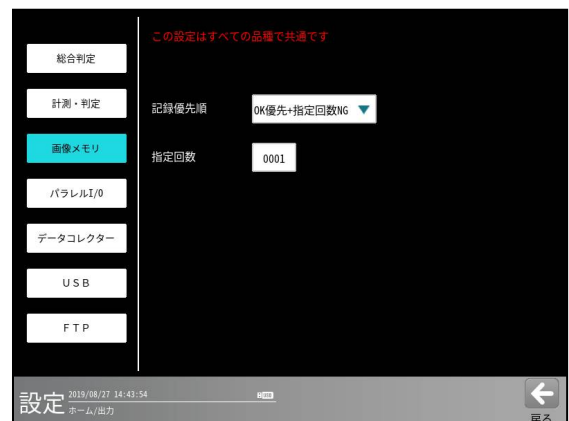 この設定はすべての品種で共通です
総合判定
計測・判定
画像メモリ
パラレルI/O
データコレクター
ＵＳＢ
ＦＴＰ
記録優先順
OK優先+指定回数NG
指定回数
0001
設定
2019/08/27 14:43:54
ホーム/出力
戻る